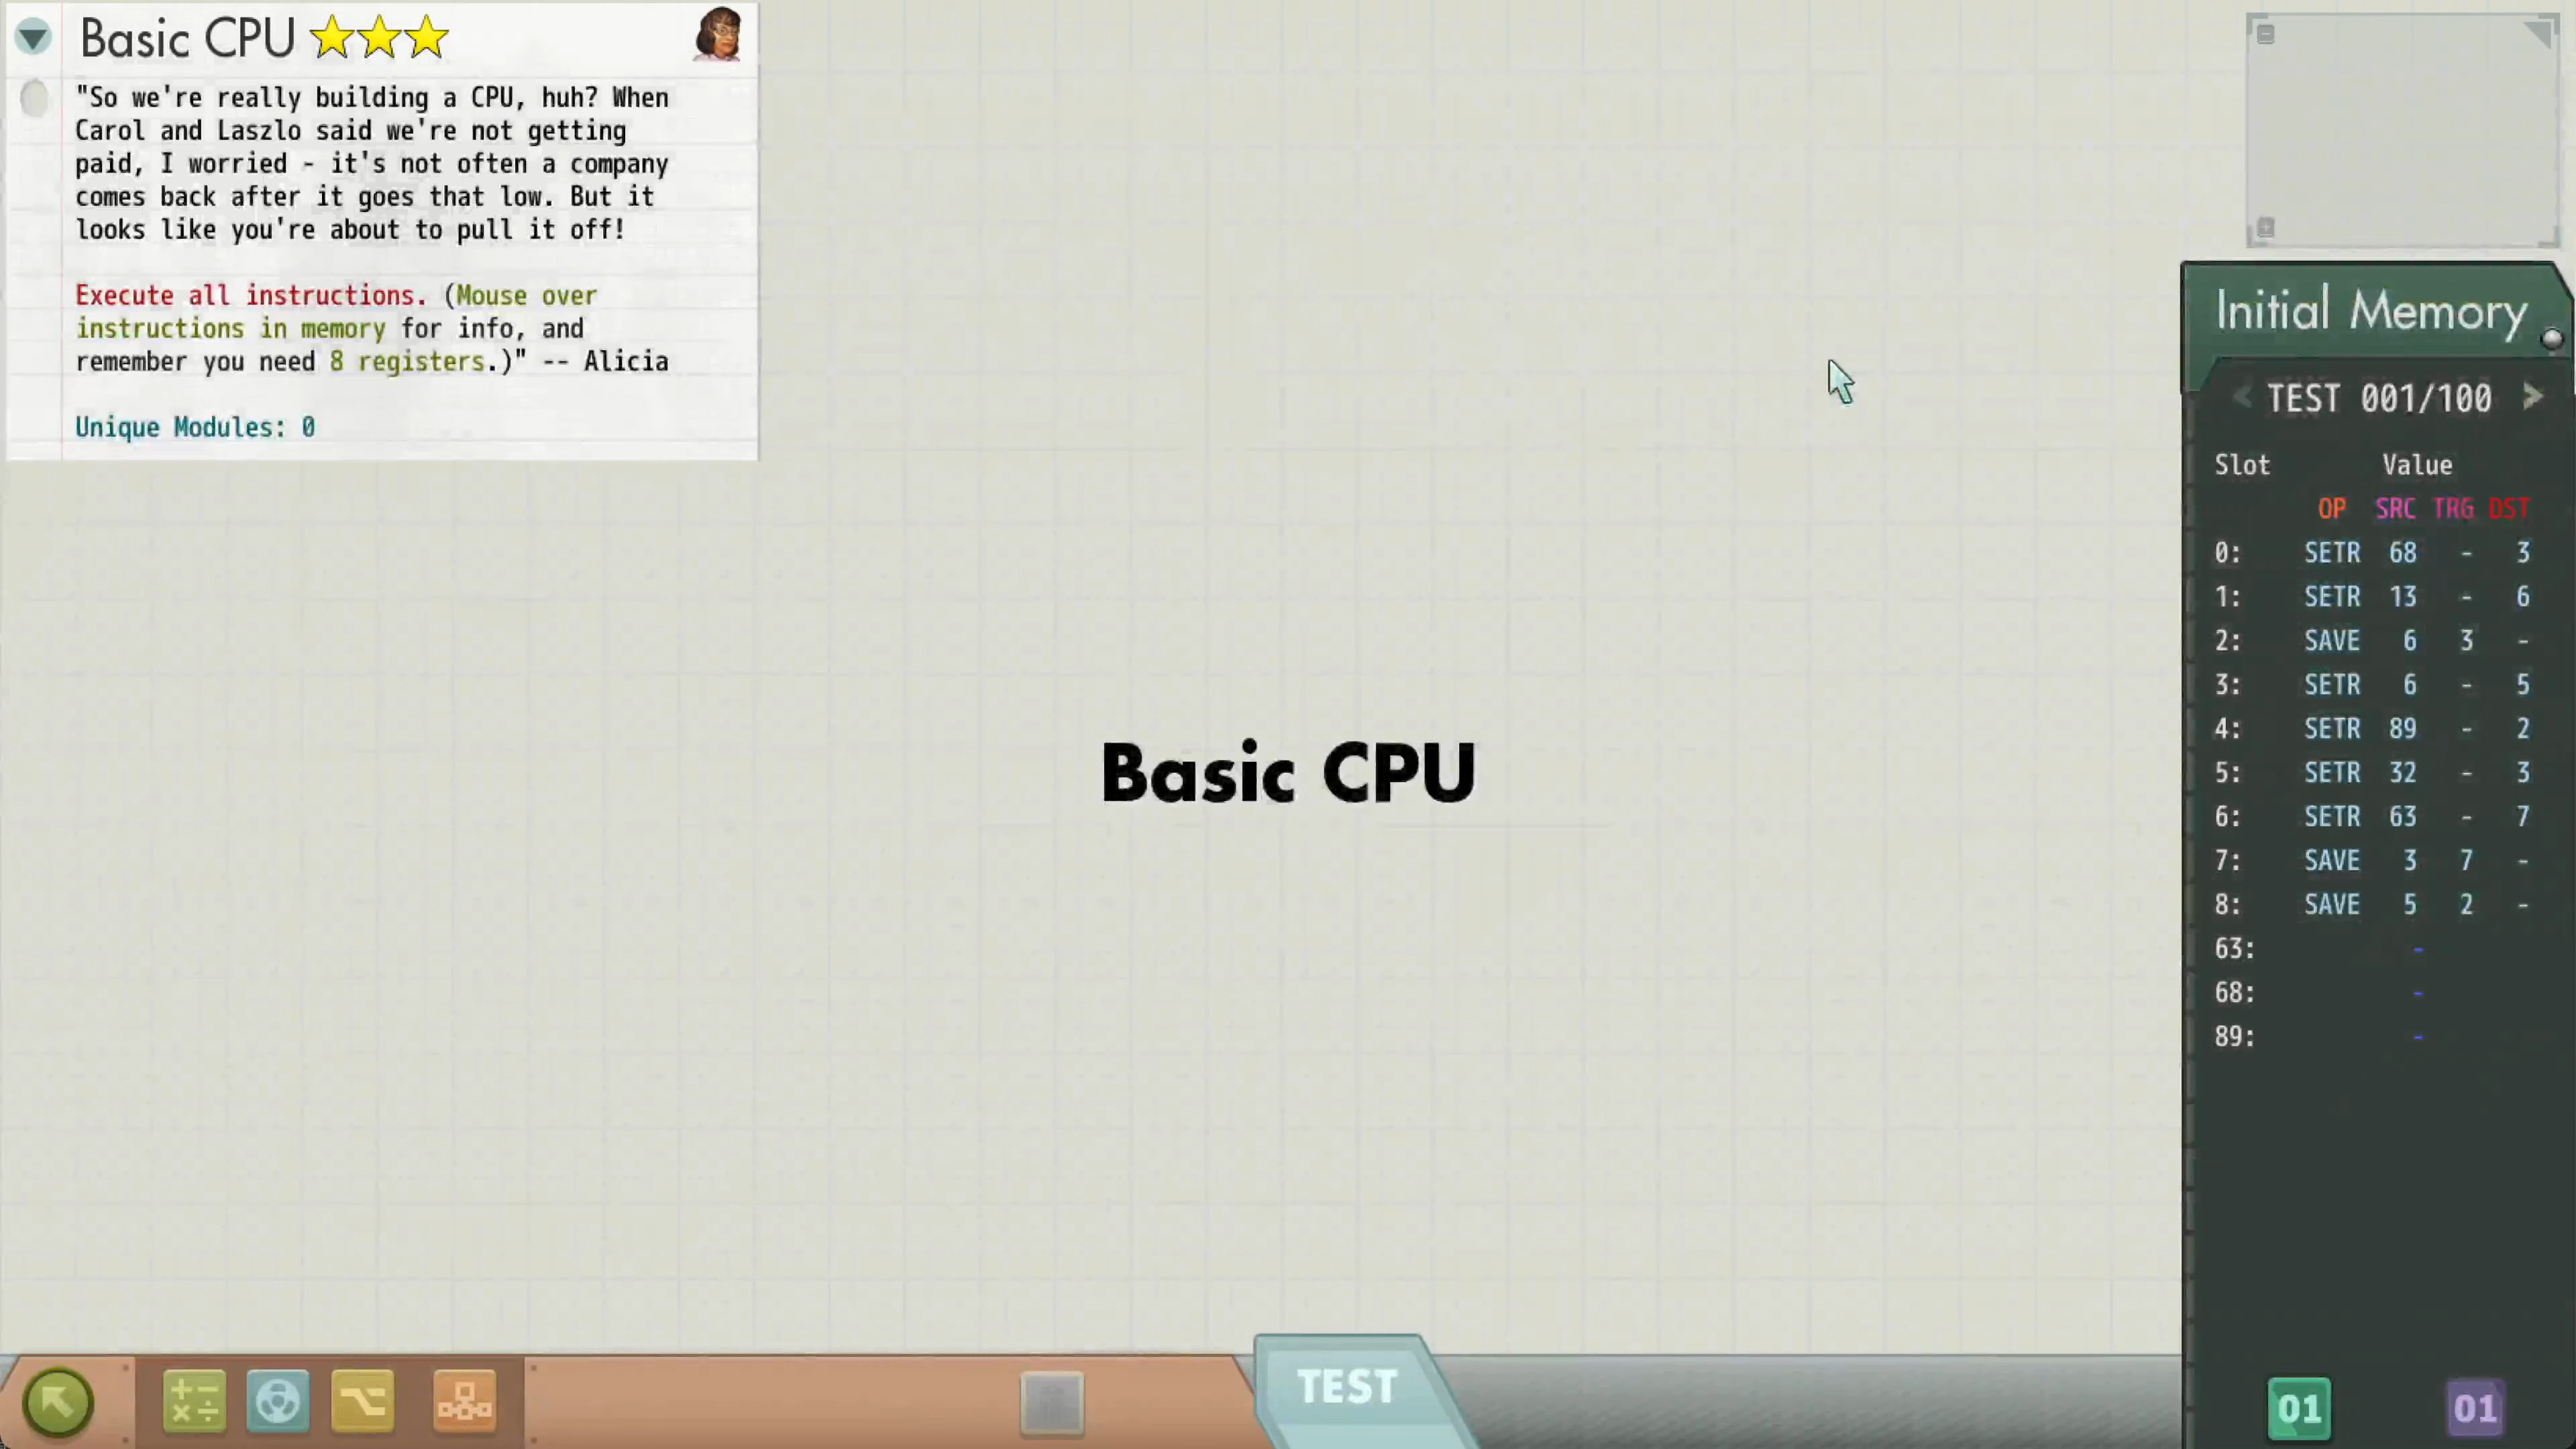 Basic CPU
"So we're really building a CPU, huh? When
Carol and Laszlo said we're not getting
paid, I worried - it's not often a company
comes back after it goes that low. But it
looks like you're about to pull it off!
Execute all instructions. (Mouse over
instructions in memory for info, and
remember you need 8 registers.)" -- Alicia
Unique Modules: 0
Basic CPU
Initial Memory
< TEST 001/100 >
Slot Value
OP SRC TRG DST
0: SETR 68 - 3
1: SETR 13 - 6
2: SAVE 6 3 -
3: SETR 6 - 5
4: SETR 89 - 2
5: SETR 32 - 3
6: SETR 63 - 7
7: SAVE 3 7 -
8: SAVE 5 2 -
63: -
68: -
89: -
TEST
01 01